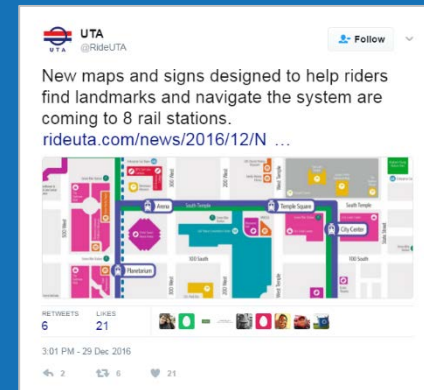 UTA
@RideUTA
Follow
New maps and signs designed to help riders
find landmarks and navigate the system are
coming to 8 rail stations.
rideuta.com/news/2016/12/N …
Arena
South Temple
Temple Square
South Temple
City Center
Planetarium
100 South
100 South
RETWEETS
6
LIKES
21
3:01 PM - 29 Dec 2016
2
6
21